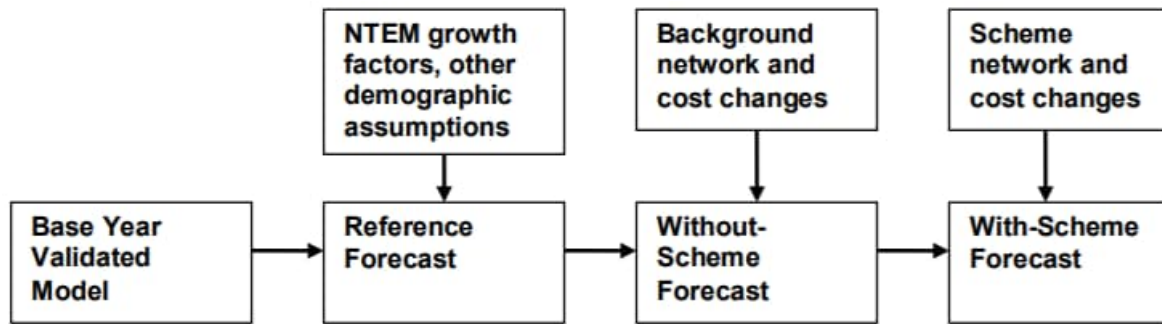 NTEM growth
factors, other
demographic
assumptions
Background
network and
cost changes
Scheme
network and
cost changes
Base Year
Validated
Model
Reference
Forecast
Without-
Scheme
Forecast
With-Scheme
Forecast